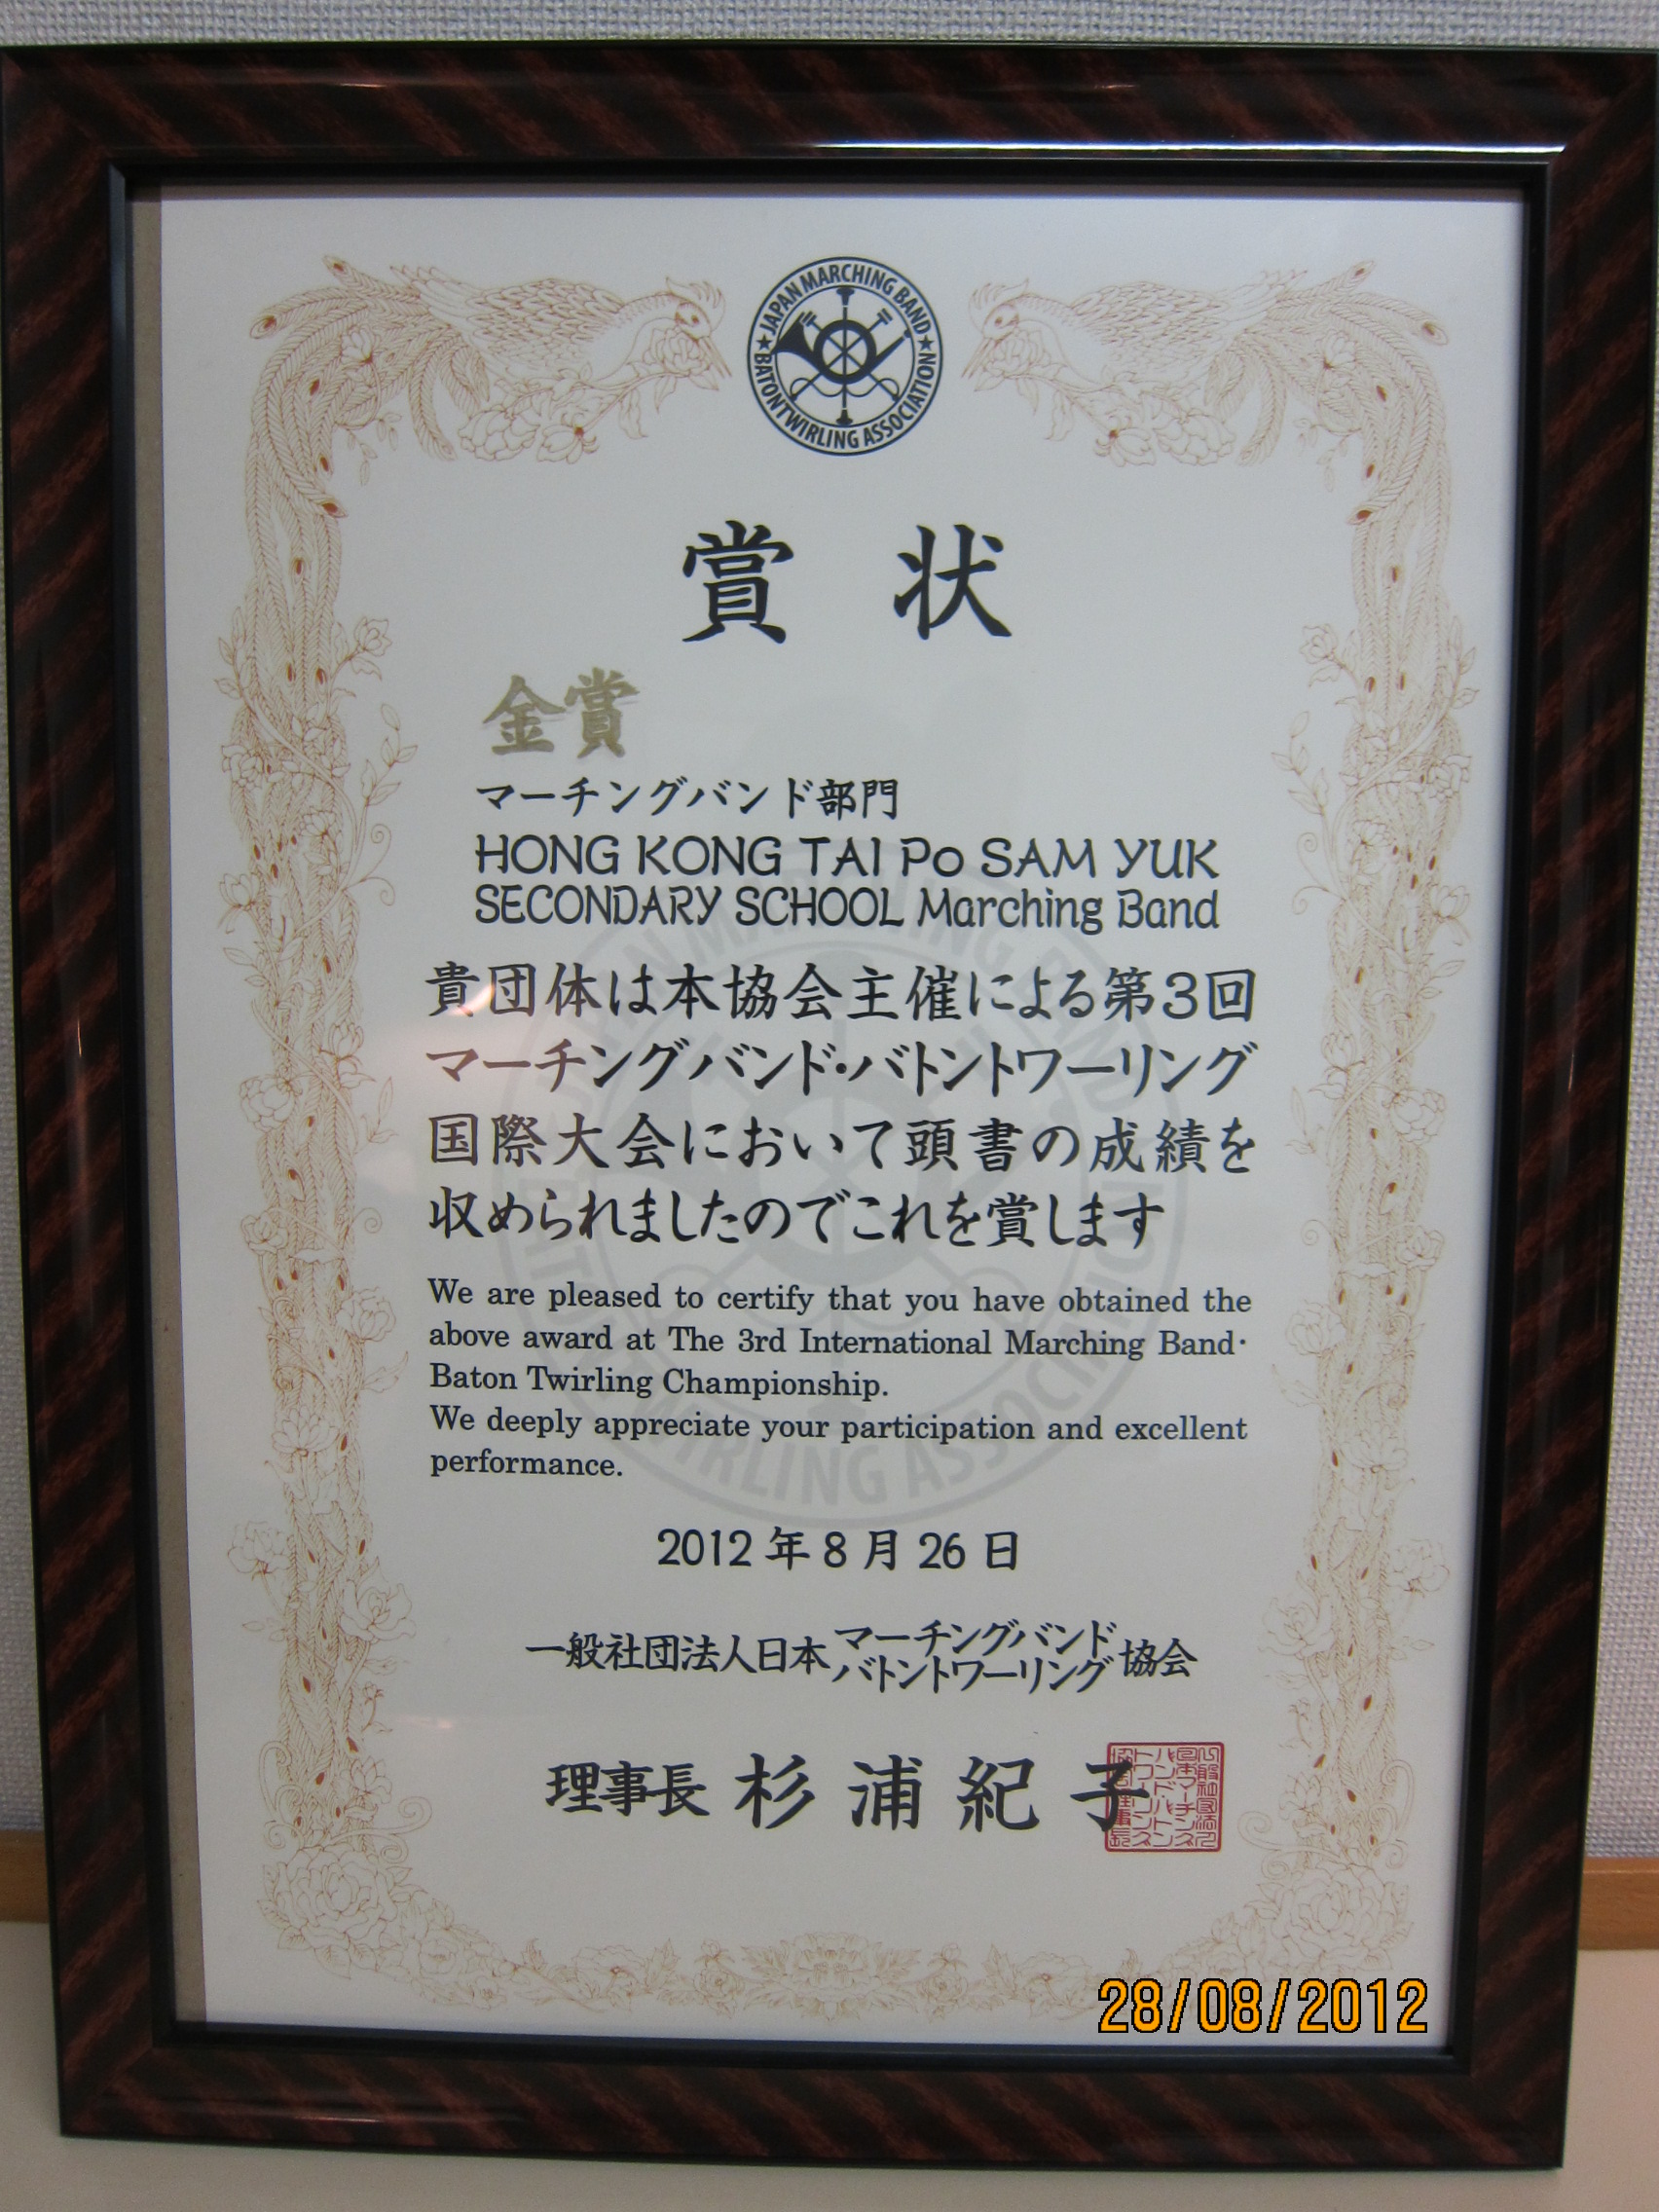 JAPAN MARCHING BAND
BATONTWIRLING ASSOCIATION
賞状
金賞
マーチングバンド部門
HONG KONG TAI Po SAM YUK
SECONDARY SCHOOL Marching Band
貴団体は本協会主催による第3回
マーチングバンド・バトントワーリング
国際大会において頭書の成績を
収められましたのでこれを賞します
We are pleased to certify that you have obtained the
above award at The 3rd International Marching Band·
Baton Twirling Championship.
We deeply appreciate your participation and excellent
performance.
2012年8月26日
一般社団法人日本マーチングバンド
バトントワーリング協会
理事長 杉浦紀子
28/08/2012